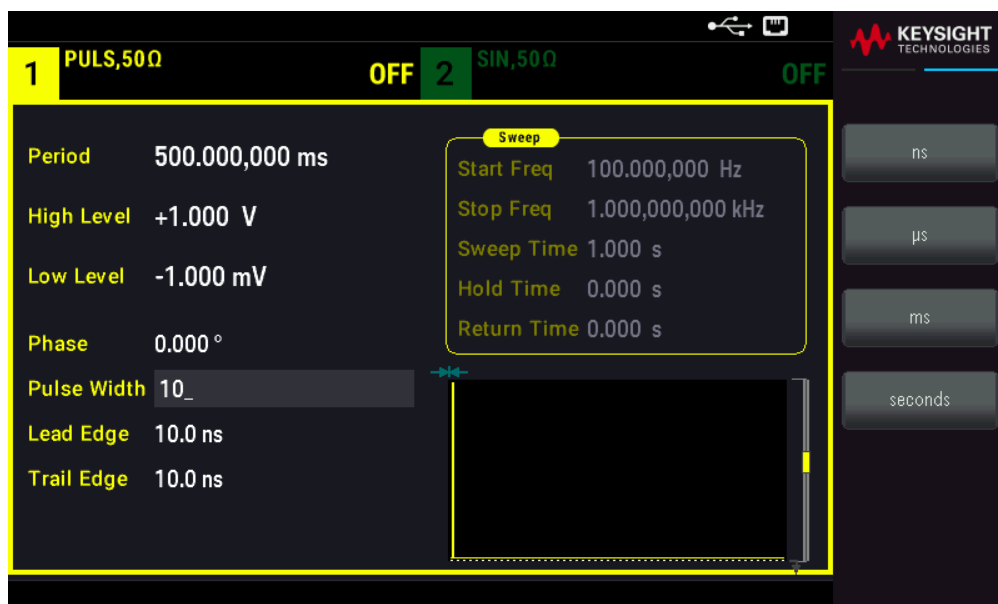 KEYSIGHT
TECHNOLOGIES
1 PULS,50Ω OFF
2 SIN,50Ω OFF
Period 500.000,000 ms
High Level +1.000 V
Low Level -1.000 mV
Phase 0.000 °
Pulse Width 10_
Lead Edge 10.0 ns
Trail Edge 10.0 ns
Sweep
Start Freq 100.000,000 Hz
Stop Freq 1.000,000,000 kHz
Sweep Time 1.000 s
Hold Time 0.000 s
Return Time 0.000 s
ns
µs
ms
seconds